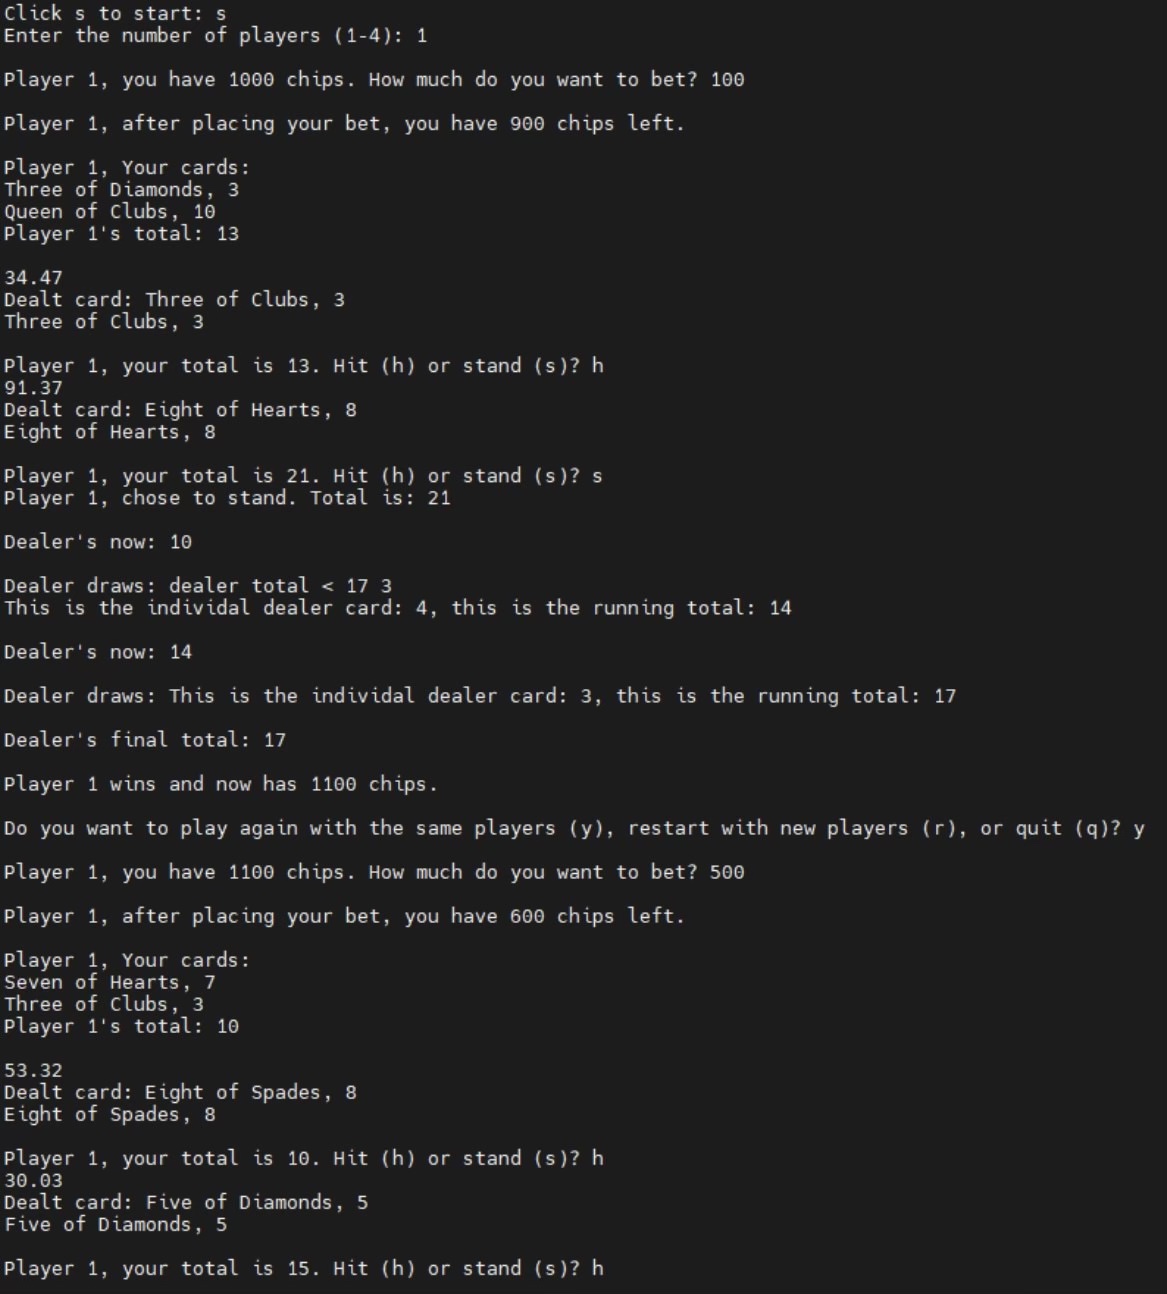 Click s to start: s
Enter the number of players (1-4): 1
Player 1, you have 1000 chips. How much do you want to bet? 100
Player 1, after placing your bet, you have 900 chips left.
Player 1, Your cards:
Three of Diamonds, 3
Queen of Clubs, 10
Player 1's total: 13
34.47
Dealt card: Three of Clubs, 3
Three of Clubs, 3
Player 1, your total is 13. Hit (h) or stand (s)? h
91.37
Dealt card: Eight of Hearts, 8
Eight of Hearts, 8
Player 1, your total is 21. Hit (h) or stand (s)? s
Player 1, chose to stand. Total is: 21
Dealer's now: 10
Dealer draws: dealer total < 17 3
This is the individal dealer card: 4, this is the running total: 14
Dealer's now: 14
Dealer draws: This is the individal dealer card: 3, this is the running total: 17
Dealer's final total: 17
Player 1 wins and now has 1100 chips.
Do you want to play again with the same players (y), restart with new players (r), or quit (q)? y
Player 1, you have 1100 chips. How much do you want to bet? 500
Player 1, after placing your bet, you have 600 chips left.
Player 1, Your cards:
Seven of Hearts, 7
Three of Clubs, 3
Player 1's total: 10
53.32
Dealt card: Eight of Spades, 8
Eight of Spades, 8
Player 1, your total is 10. Hit (h) or stand (s)? h
30.03
Dealt card: Five of Diamonds, 5
Five of Diamonds, 5
Player 1, your total is 15. Hit (h) or stand (s)? h